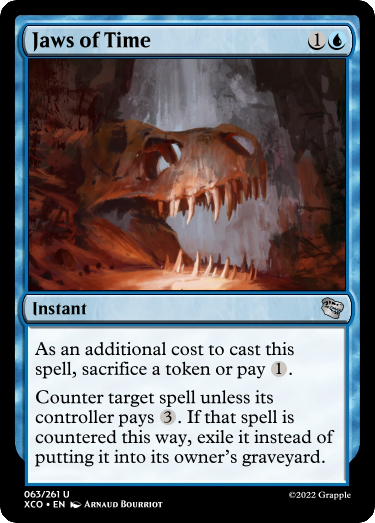 Jaws of Time 1
Instant
As an additional cost to cast this
spell, sacrifice a token or pay 1.
Counter target spell unless its
controller pays 3. If that spell is
countered this way, exile it instead of
putting it into its owner's graveyard.
063/261 U
XCO • EN Arnaud Bourriot
©2022 Grapple